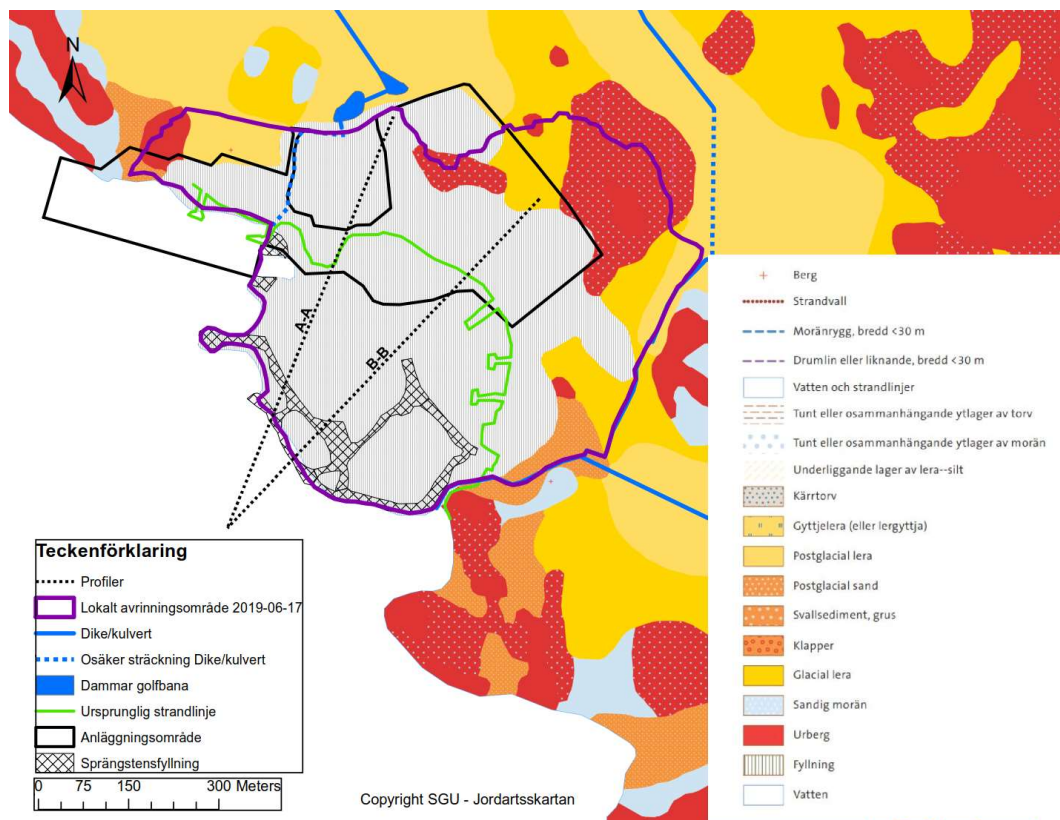 N
A-A
B-B
Teckenförklaring
Profiler
Lokalt avrinningsområde 2019-06-17
Dike/kulvert
Osäker sträckning Dike/kulvert
Dammar golfbana
Ursprunglig strandlinje
Anläggningsområde
Sprängstensfyllning
0 75 150 300 Meters
Copyright SGU - Jordartsskartan
Berg
Strandvall
Moränrygg, bredd <30 m
Drumlin eller liknande, bredd <30 m
Vatten och strandlinjer
Tunt eller osammanhängande ytlager av torv
Tunt eller osammanhängande ytlager av morän
Underliggande lager av lera--silt
Kärrtorv
Gyttjelera (eller lergyttja)
Postglacial lera
Postglacial sand
Svallsediment, grus
Klapper
Glacial lera
Sandig morän
Urberg
Fyllning
Vatten